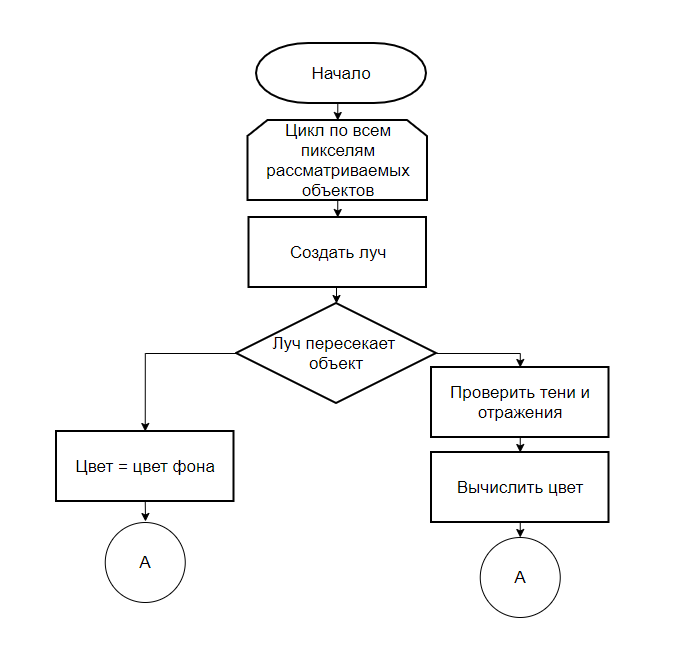 Начало
Цикл по всем
пикселям
рассматриваемых
объектов
Создать луч
Луч пересекает
объект
Проверить тени и
отражения
Цвет = цвет фона
Вычислить цвет
А
А